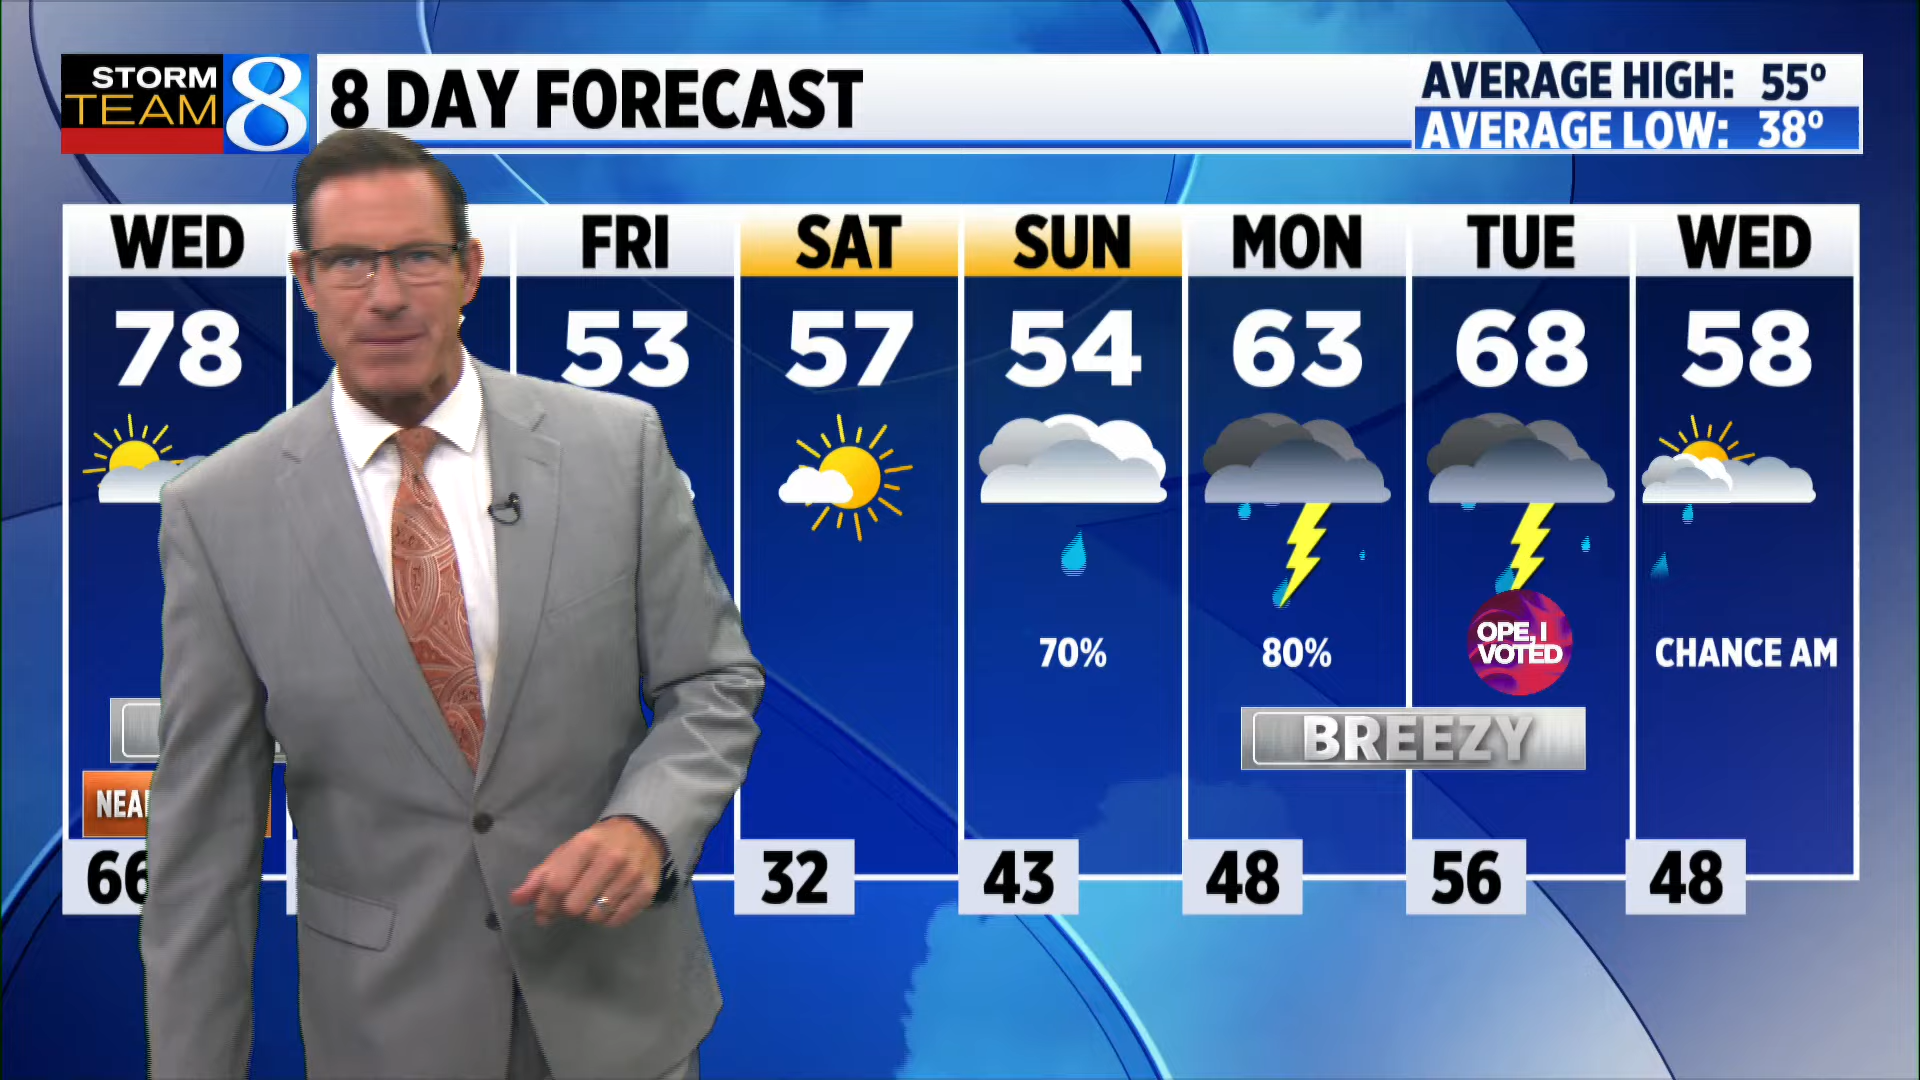 STORM
TEAM 8
8 DAY FORECAST
AVERAGE HIGH: 55°
AVERAGE LOW: 38°
WED FRI SAT SUN MON TUE WED
78 53 57 54 63 68 58
70% 80% CHANCE AM
OPE, I
VOTED
BREEZY
66 32 43 48 56 48